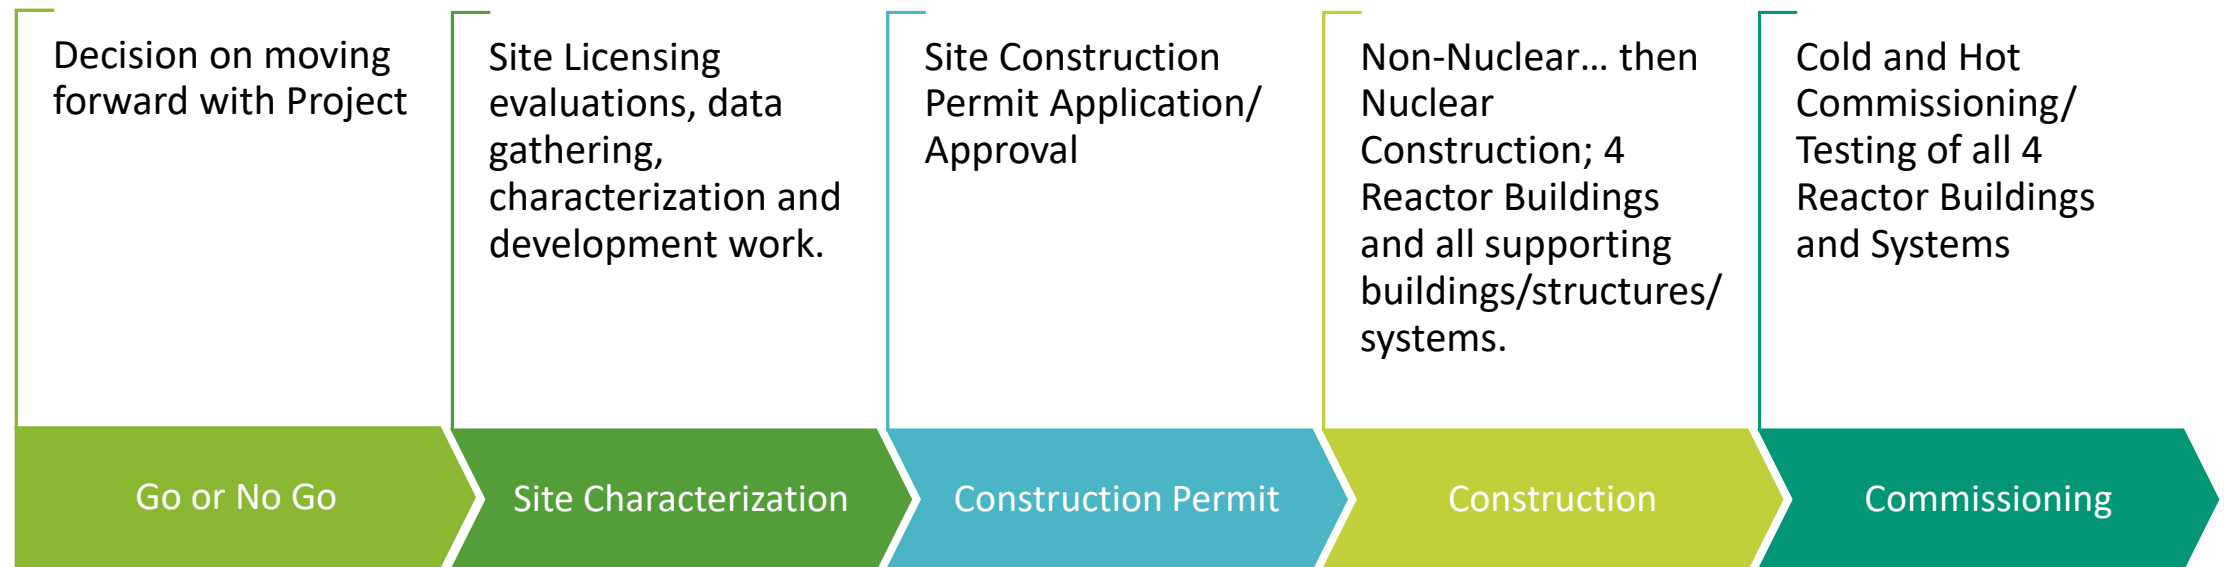 Decision on moving
forward with Project
Site Licensing
evaluations, data
gathering,
characterization and
development work.
Site Construction
Permit Application/
Approval
Non-Nuclear... then
Nuclear
Construction; 4
Reactor Buildings
and all supporting
buildings/structures/
systems.
Cold and Hot
Commissioning/
Testing of all 4
Reactor Buildings
and Systems
Go or No Go
Site Characterization
Construction Permit
Construction
Commissioning